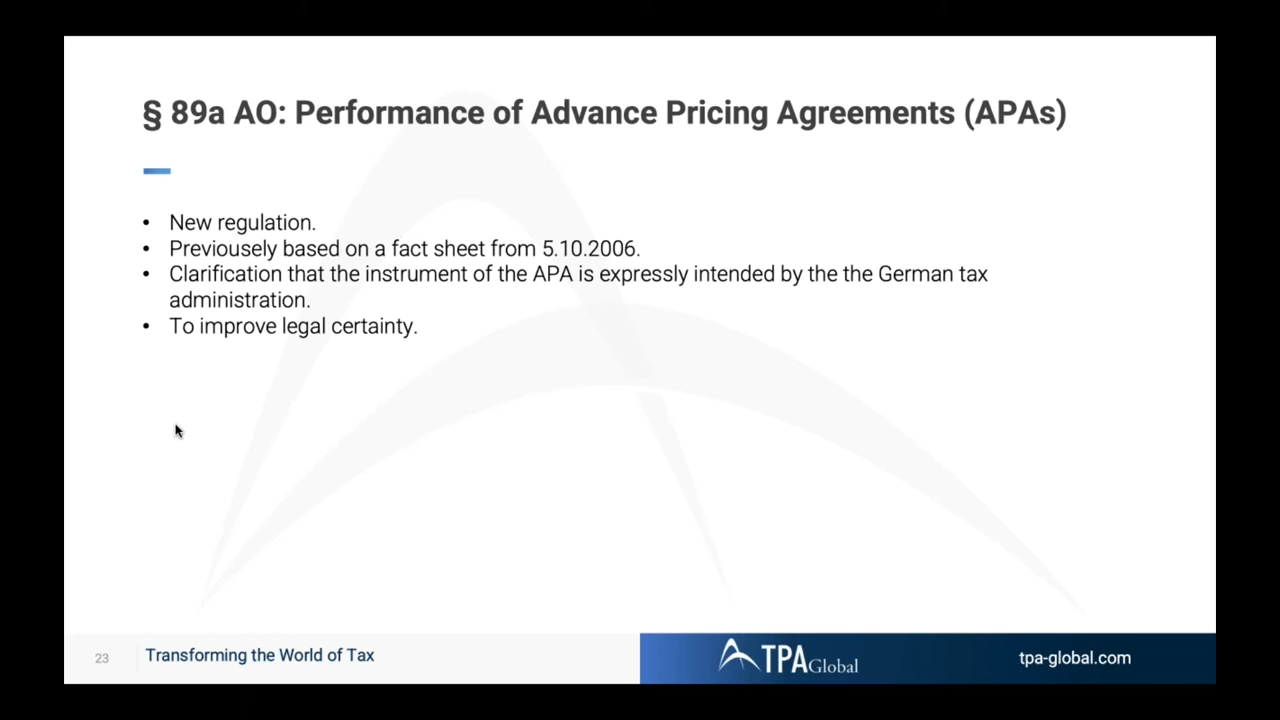 § 89a AO: Performance of Advance Pricing Agreements (APAs)
• New regulation.
• Previousely based on a fact sheet from 5.10.2006.
• Clarification that the instrument of the APA is expressly intended by the the German tax
administration.
• To improve legal certainty.
23
Transforming the World of Tax
TPA Global
tpa-global.com